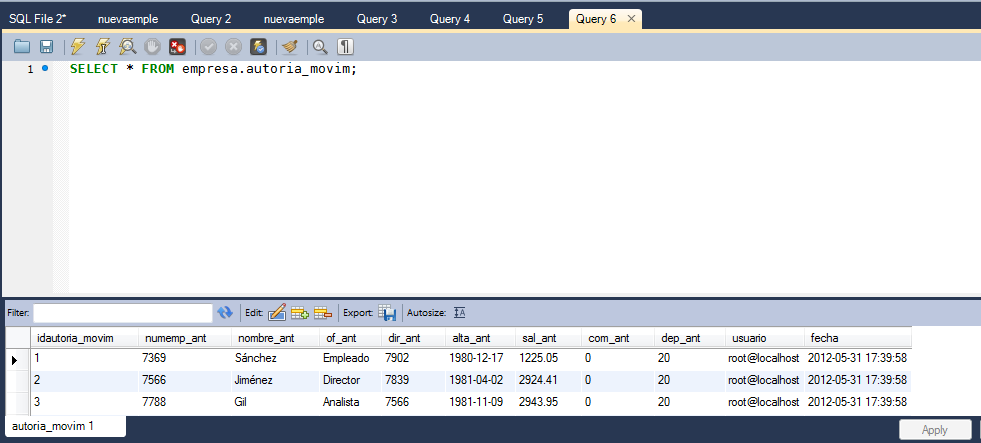 SQL File 2* nuevaemple Query 2 nuevaemple Query 3 Query 4 Query 5 Query 6
1 SELECT * FROM empresa.autoria_movim;
Filter: Edit: Export: Autosize:
idautoria_movim numemp_ant nombre_ant of_ant dir_ant alta_ant sal_ant com_ant dep_ant usuario fecha
1 7369 Sánchez Empleado 7902 1980-12-17 1225.05 0 20 root@localhost 2012-05-31 17:39:58
2 7566 Jiménez Director 7839 1981-04-02 2924.41 0 20 root@localhost 2012-05-31 17:39:58
3 7788 Gil Analista 7566 1981-11-09 2943.95 0 20 root@localhost 2012-05-31 17:39:58
autoria_movim 1 Apply